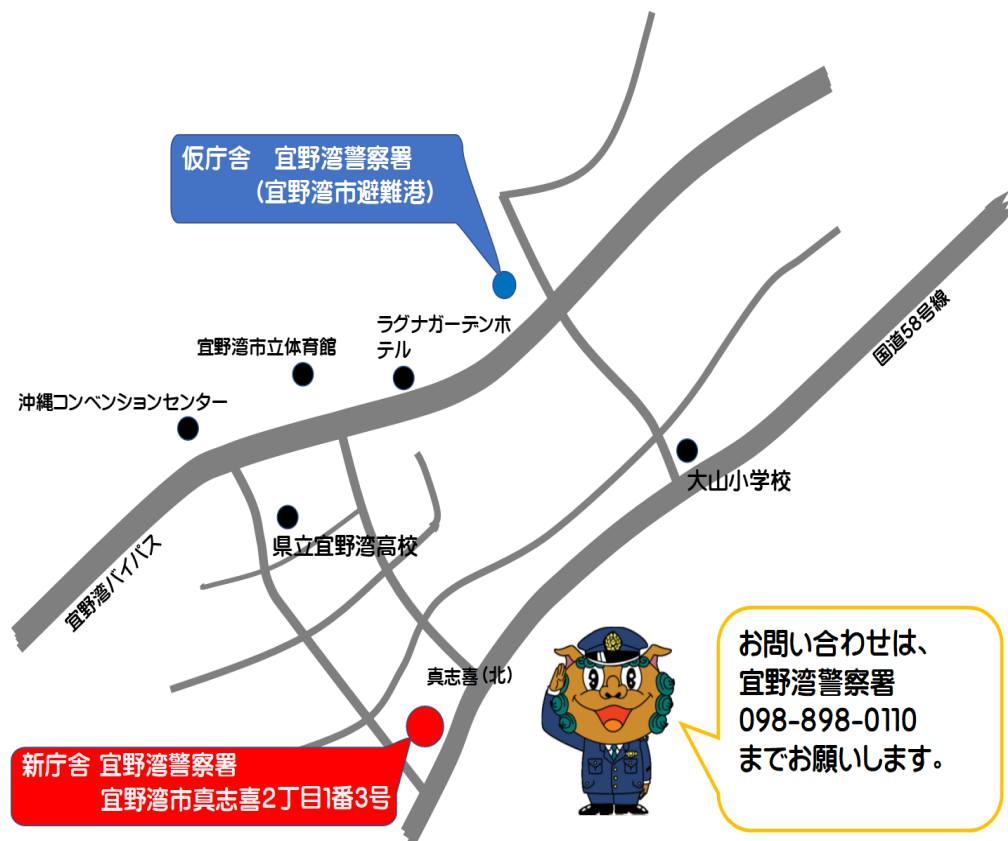 仮庁舎 宜野湾警察署
(宜野湾市避難港)
ラグナガーデンホ
テル
宜野湾市立体育館
沖縄コンベンションセンター
国道58号線
大山小学校
県立宜野湾高校
宜野湾バイパス
真志喜(北)
お問い合わせは、
宜野湾警察署
098-898-0110
までお願いします。
新庁舎 宜野湾警察署
宜野湾市真志喜2丁目1番3号